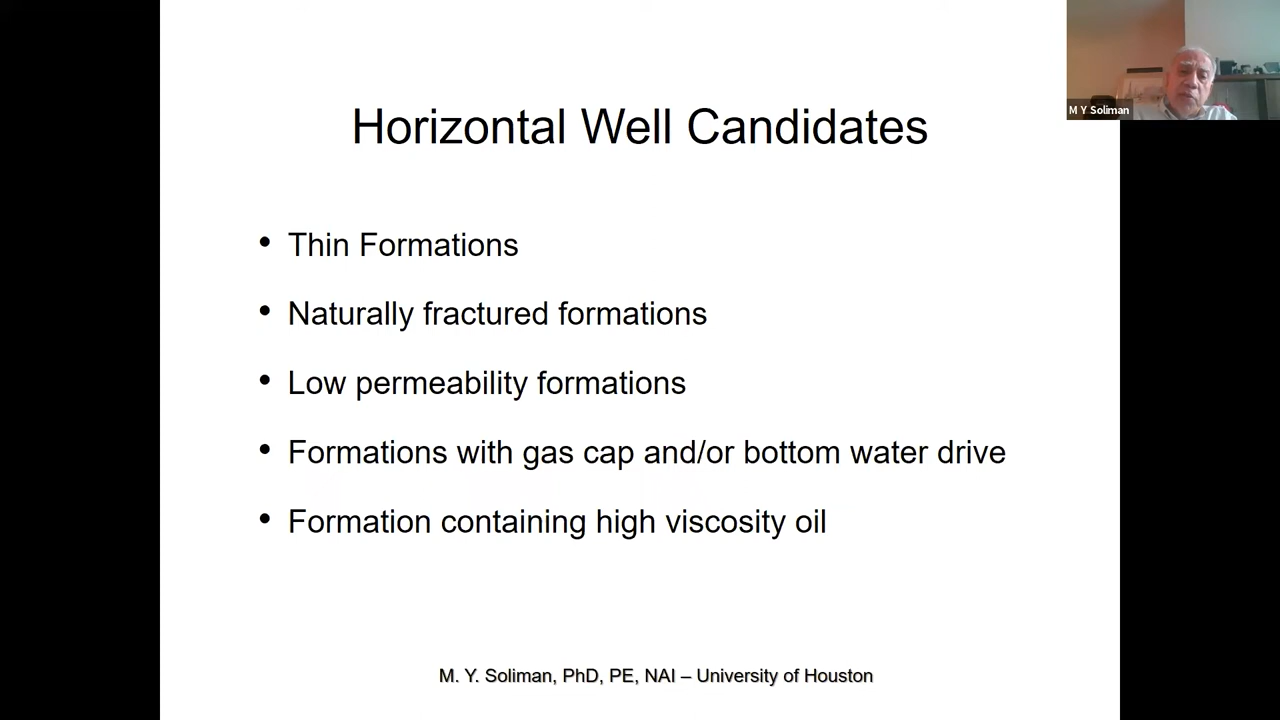 M Y Soliman
Horizontal Well Candidates
• Thin Formations
• Naturally fractured formations
• Low permeability formations
• Formations with gas cap and/or bottom water drive
• Formation containing high viscosity oil
M. Y. Soliman, PhD, PE, NAI – University of Houston